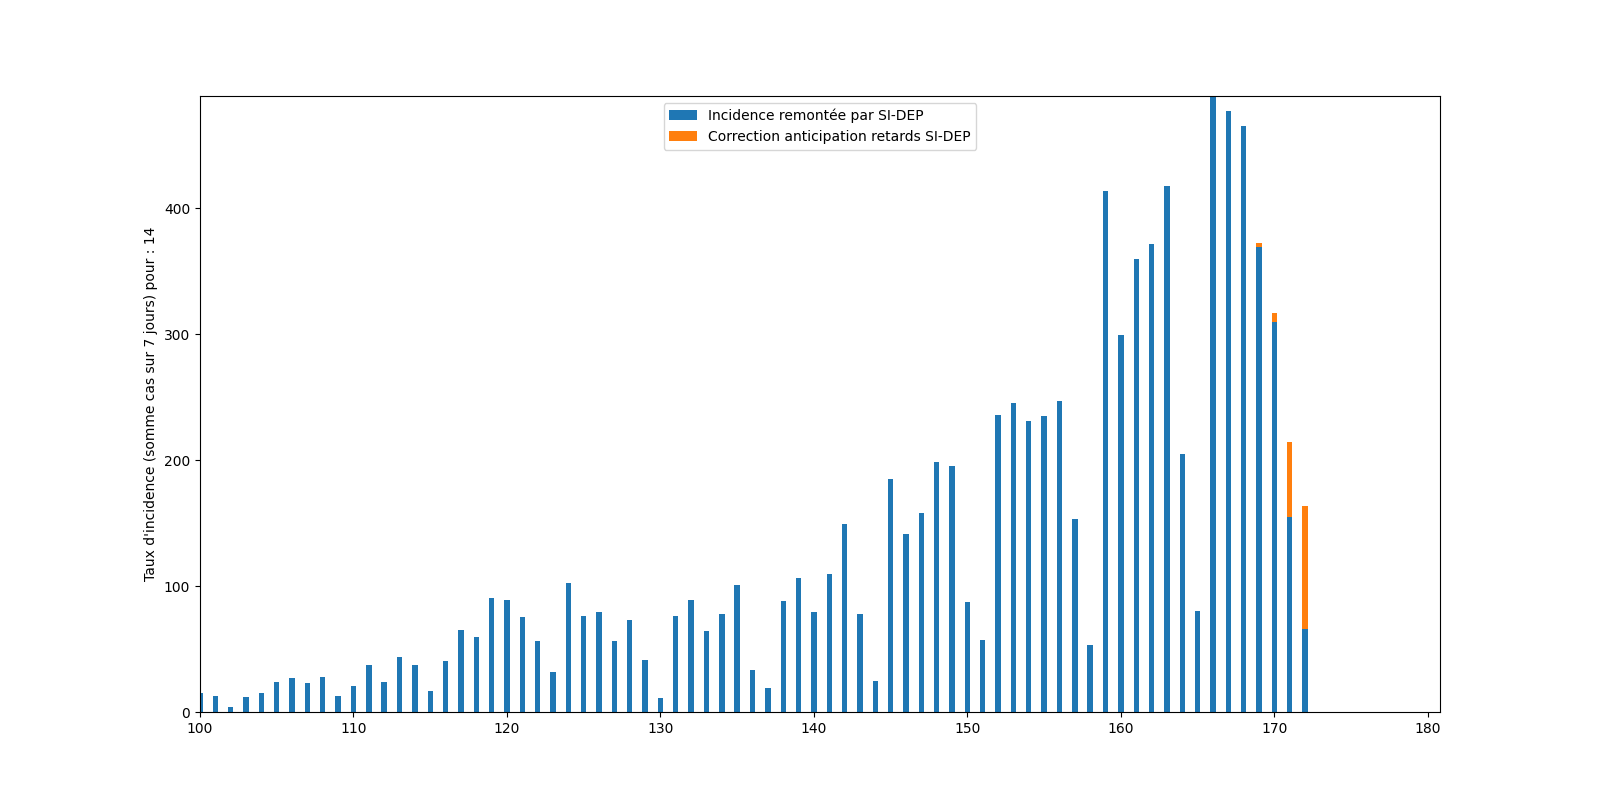 Incidence remontée par SI-DEP
Correction anticipation retards SI-DEP
Taux d'incidence (somme cas sur 7 jours) pour : 14
400
300
200
100
0
100 110 120 130 140 150 160 170 180